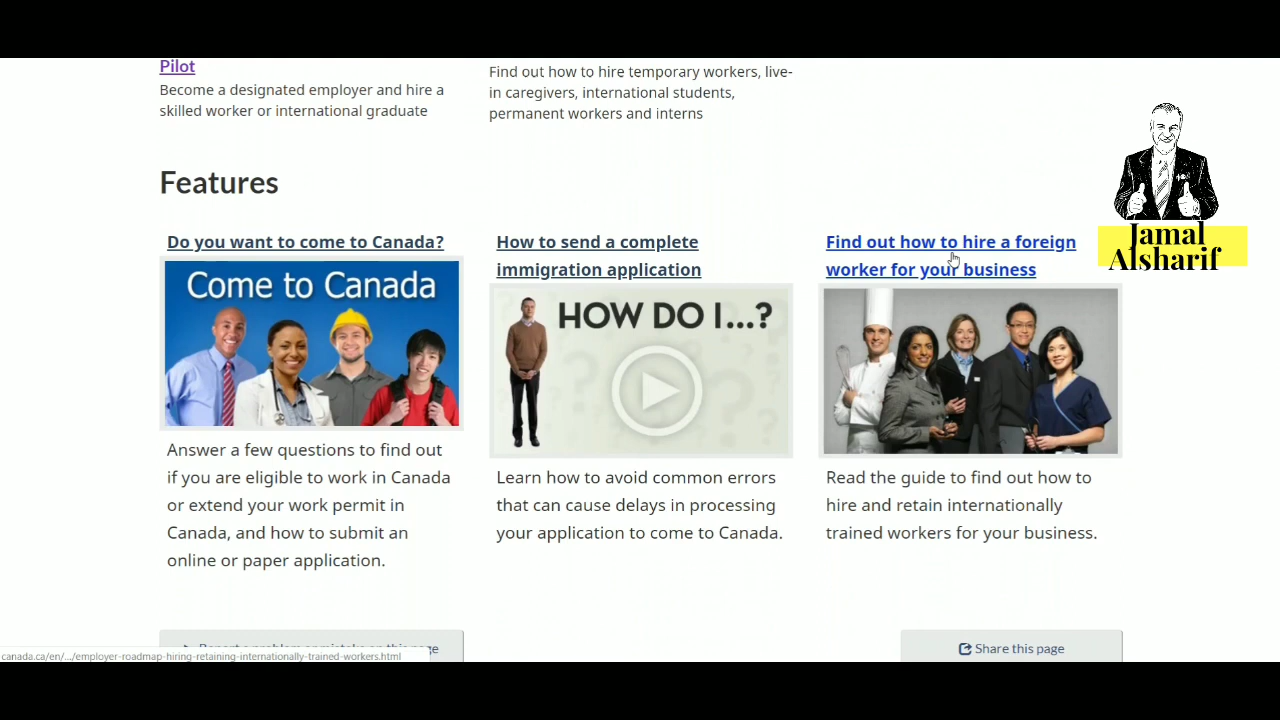 Pilot
Become a designated employer and hire a
skilled worker or international graduate
Find out how to hire temporary workers, live-
in caregivers, international students,
permanent workers and interns
Jamal
Alsharif
Features
Do you want to come to Canada?
Come to Canada
Answer a few questions to find out
if you are eligible to work in Canada
or extend your work permit in
Canada, and how to submit an
online or paper application.
How to send a complete
immigration application
HOW DO I...?
Learn how to avoid common errors
that can cause delays in processing
your application to come to Canada.
Find out how to hire a foreign
worker for your business
Read the guide to find out how to
hire and retain internationally
trained workers for your business.
Report a problem or mistake on this page
Share this page
canada.ca/en/.../employer-roadmap-hiring-retaining-internationally-trained-workers.html